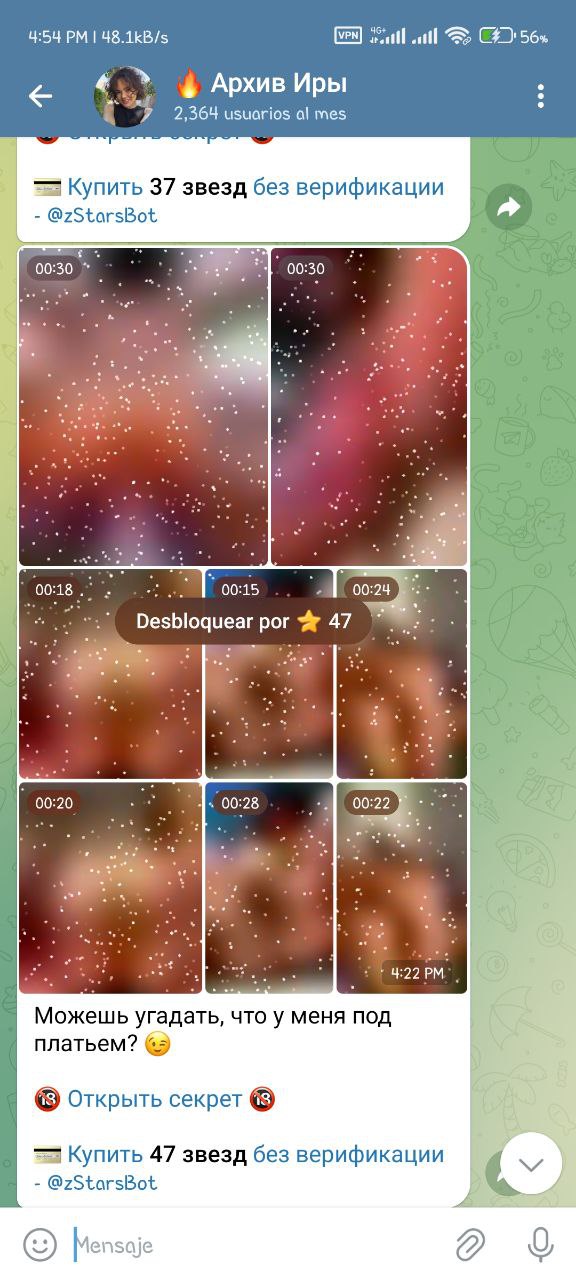 4:54 PM | 48.1kB/s
VPN 4G+ 56%
🔥 Архив Иры
2,364 usuarios al mes
🔞 Открыть секрет 🔞
💳 Купить 37 звезд без верификации
- @zStarsBot
00:30 00:30
00:18 00:15 00:24
Desbloquear por ⭐ 47
00:20 00:28 00:22
4:22 PM
Можешь угадать, что у меня под
платьем? 😉
🔞 Открыть секрет 🔞
💳 Купить 47 звезд без верификации
- @zStarsBot
Mensaje